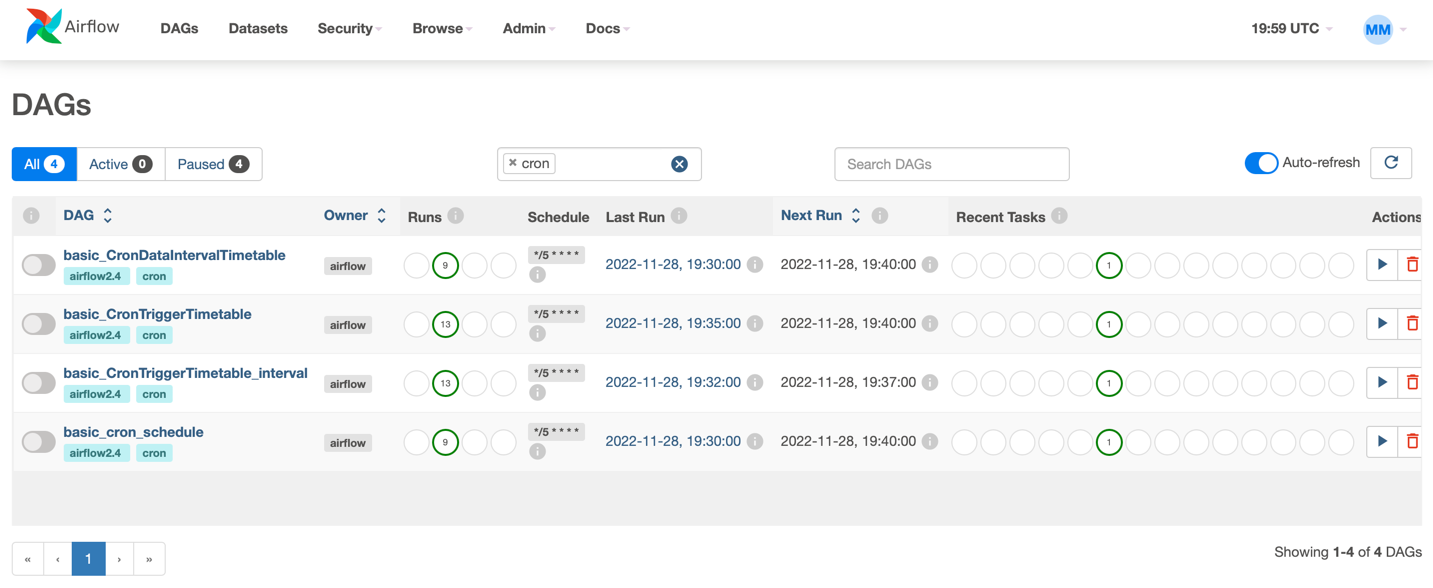 Airflow DAGs Datasets Security Browse Admin Docs 19:59 UTC MM
DAGs
All 4 Active 0 Paused 4 × cron Search DAGs Auto-refresh
i DAG Owner Runs i Schedule Last Run i Next Run i Recent Tasks i Actions
basic_CronDataIntervalTimetable
airflow2.4 cron airflow 9 */5 * * * * i 2022-11-28, 19:30:00 i 2022-11-28, 19:40:00 i 1
basic_CronTriggerTimetable
airflow2.4 cron airflow 13 */5 * * * * i 2022-11-28, 19:35:00 i 2022-11-28, 19:40:00 i 1
basic_CronTriggerTimetable_interval
airflow2.4 cron airflow 13 */5 * * * * i 2022-11-28, 19:32:00 i 2022-11-28, 19:37:00 i 1
basic_cron_schedule
airflow2.4 cron airflow 9 */5 * * * * i 2022-11-28, 19:30:00 i 2022-11-28, 19:40:00 i 1
« ‹ 1 › » Showing 1-4 of 4 DAGs